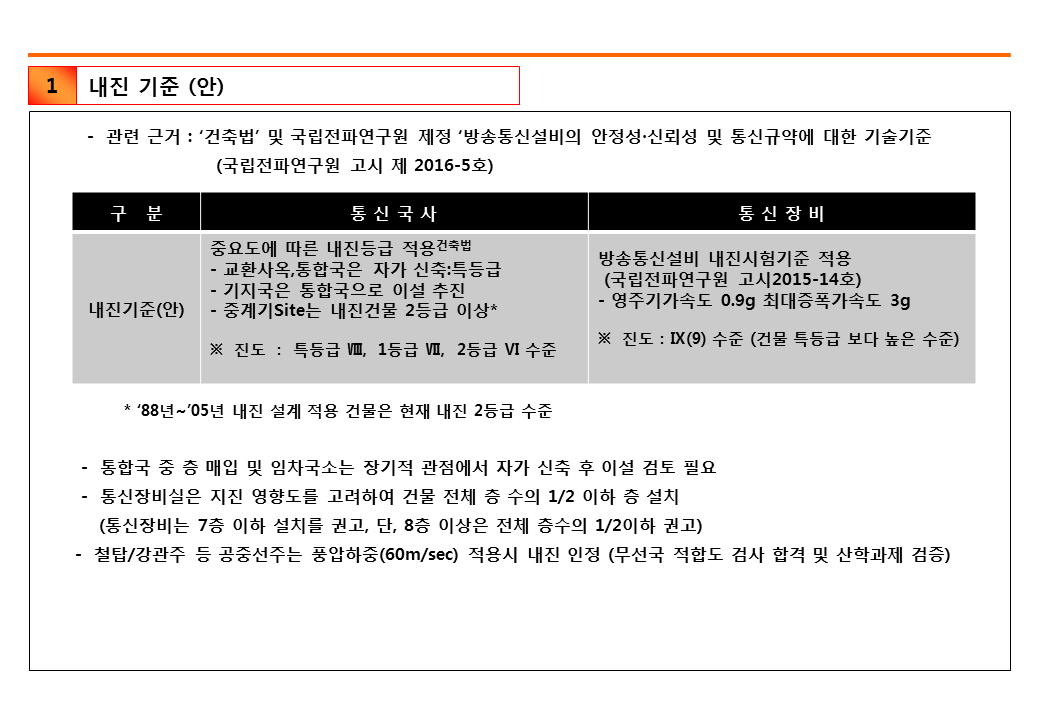 1
내진 기준 (안)
- 관련 근거 : ‘건축법’ 및 국립전파연구원 제정 ‘방송통신설비의 안정성·신뢰성 및 통신규약에 대한 기술기준
(국립전파연구원 고시 제 2016-5호)
구 분
통 신 국 사
통 신 장 비
내진기준(안)
중요도에 따른 내진등급 적용건축법
- 교환사옥,통합국은 자가 신축:특등급
- 기지국은 통합국으로 이설 추진
- 중계기Site는 내진건물 2등급 이상*
※ 진도 : 특등급 Ⅷ, 1등급 Ⅶ, 2등급 Ⅵ 수준
방송통신설비 내진시험기준 적용
(국립전파연구원 고시2015-14호)
- 영주기가속도 0.9g 최대증폭가속도 3g
※ 진도 : Ⅸ(9) 수준 (건물 특등급 보다 높은 수준)
* ‘88년~’05년 내진 설계 적용 건물은 현재 내진 2등급 수준
- 통합국 중 층 매입 및 임차국소는 장기적 관점에서 자가 신축 후 이설 검토 필요
- 통신장비실은 지진 영향도를 고려하여 건물 전체 층 수의 1/2 이하 층 설치
(통신장비는 7층 이하 설치를 권고, 단, 8층 이상은 전체 층수의 1/2이하 권고)
- 철탑/강관주 등 공중선주는 풍압하중(60m/sec) 적용시 내진 인정 (무선국 적합도 검사 합격 및 산학과제 검증)